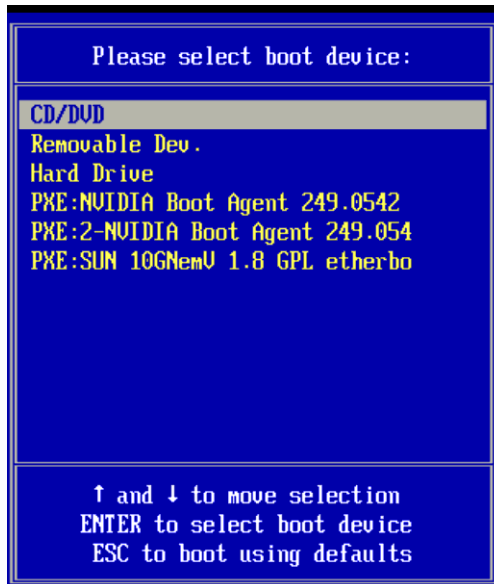 Please select boot device:
CD/DVD
Removable Dev.
Hard Drive
PXE:NVIDIA Boot Agent 249.0542
PXE:2-NVIDIA Boot Agent 249.054
PXE:SUN 10GNemV 1.8 GPL etherbo
↑ and ↓ to move selection
ENTER to select boot device
ESC to boot using defaults